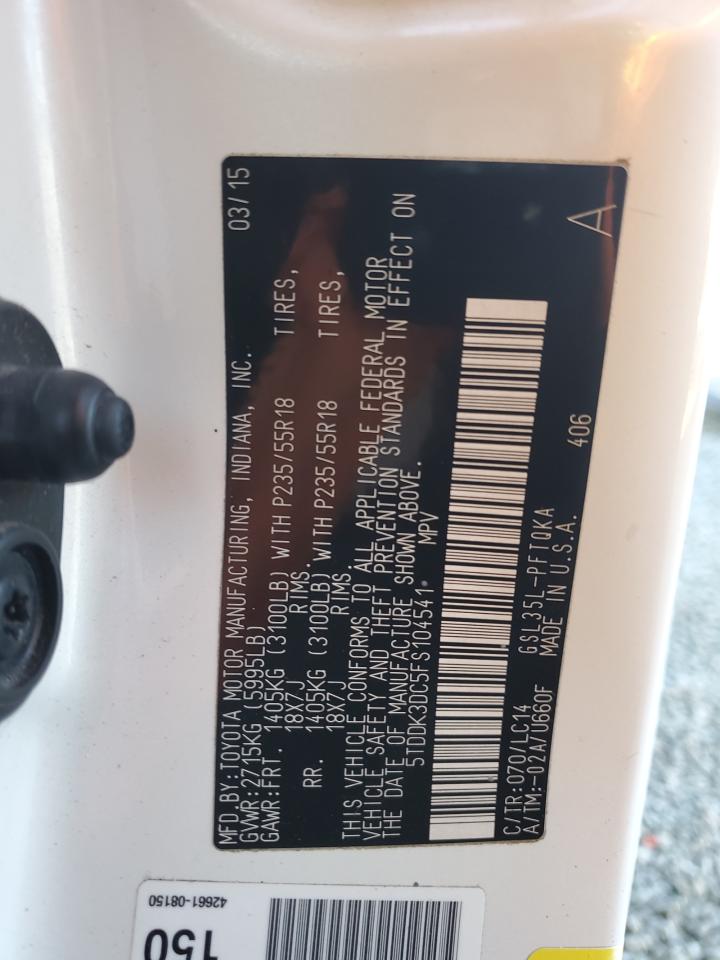 MFD.BY:TOYOTA MOTOR MANUFACTURING, INDIANA, INC. 03/15
GVWR:2715KG (5995LB)
GAWR:FRT. 1405KG (3100LB) WITH P235/55R18 TIRES,
18X7J RIMS.
RR. 1405KG (3100LB) WITH P235/55R18 TIRES,
18X7J RIMS.
THIS VEHICLE CONFORMS TO ALL APPLICABLE FEDERAL MOTOR
VEHICLE SAFETY AND THEFT PREVENTION STANDARDS IN EFFECT ON
THE DATE OF MANUFACTURE SHOWN ABOVE.
5TDDK3DC5FS104541 MPV
A
C/TR:070/LC14 GSL35L-PFTQKA 406
A/TM:-02A/U660F MADE IN U.S.A.
42661-08150
150